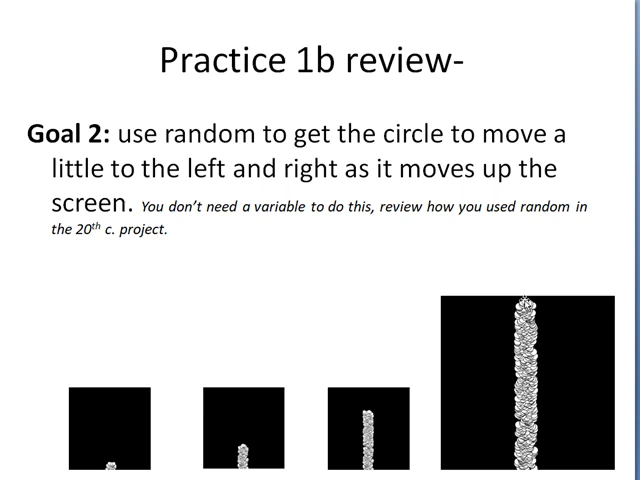 Practice 1b review-
Goal 2: use random to get the circle to move a
little to the left and right as it moves up the
screen. You don't need a variable to do this, review how you used random in
the 20th c. project.